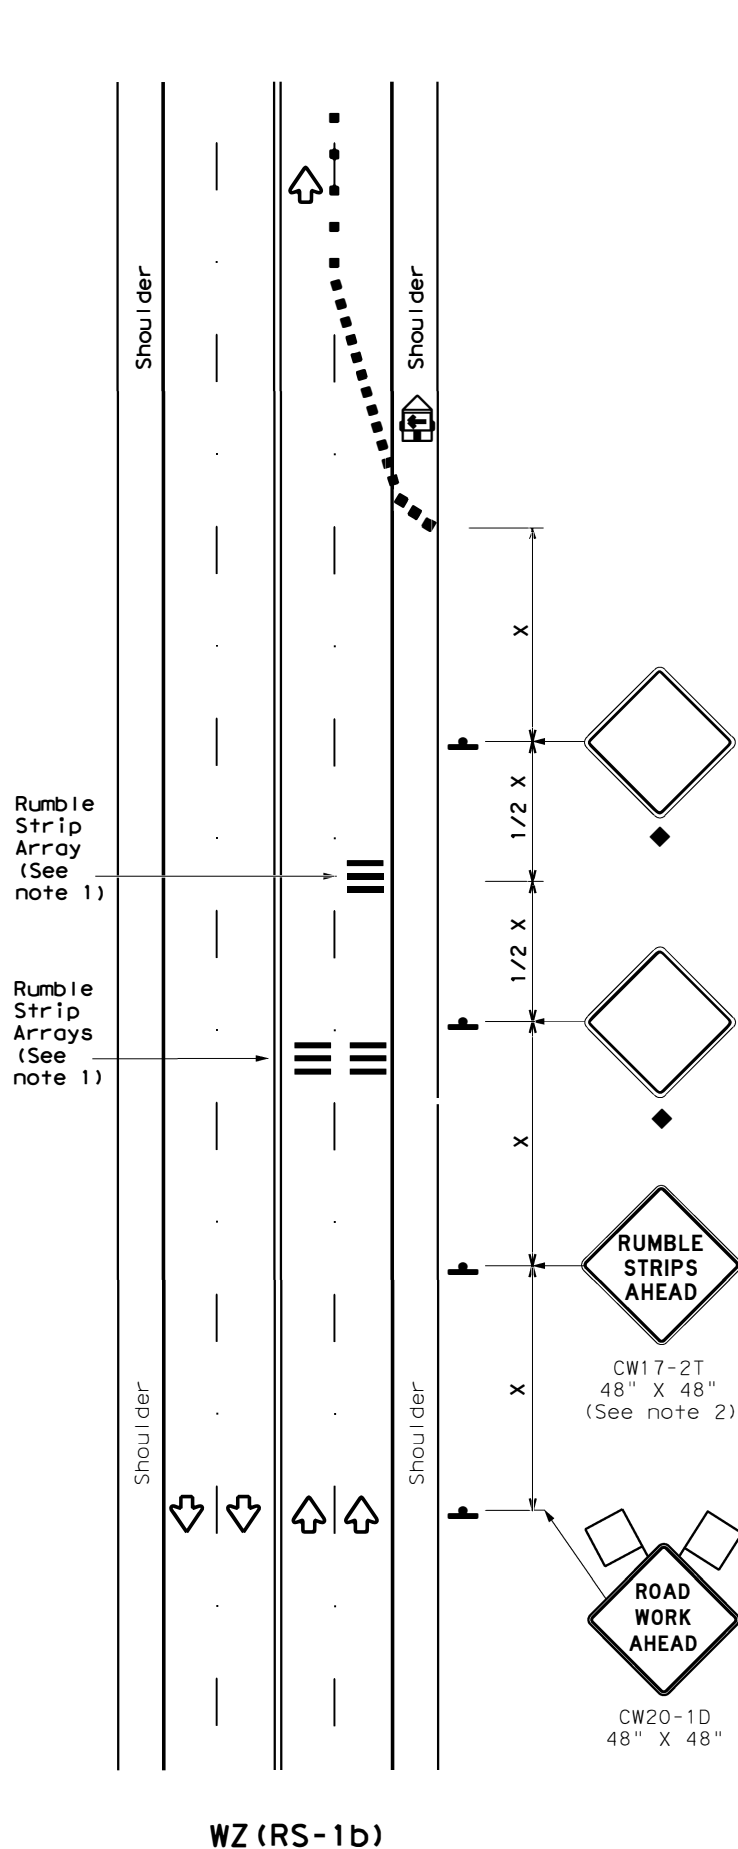 Shoulder
Shoulder
X
1/2 X
Rumble
Strip
Array
(See
note 1)
1/2 X
Rumble
Strip
Arrays
(See
note 1)
X
RUMBLE
STRIPS
AHEAD
CW17-2T
48" X 48"
(See note 2)
X
Shoulder
Shoulder
ROAD
WORK
AHEAD
CW20-1D
48" X 48"
WZ(RS-1b)